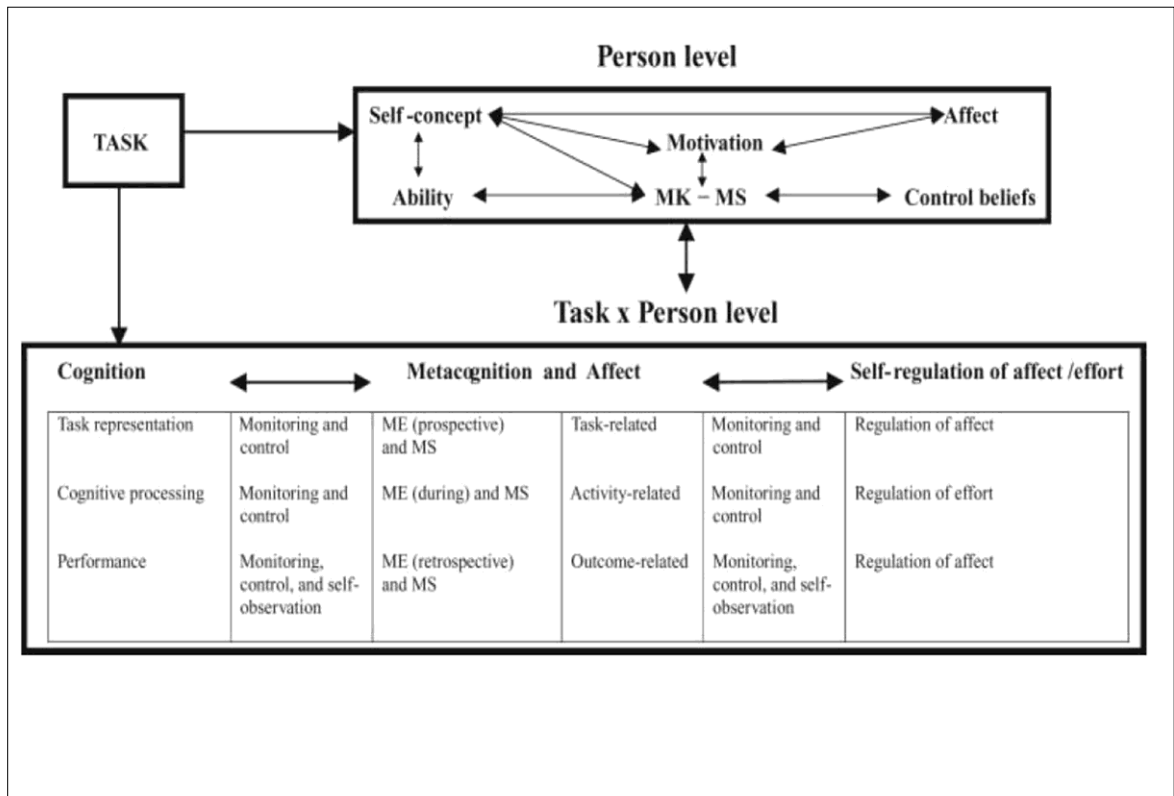 Person level
TASK
Self -concept
Affect
Motivation
Ability
MK – MS
Control beliefs
Task x Person level
Cognition
Metacognition and Affect
Self-regulation of affect /effort
Task representation
Monitoring and
control
ME (prospective)
and MS
Task-related
Monitoring and
control
Regulation of affect
Cognitive processing
Monitoring and
control
ME (during) and MS
Activity-related
Monitoring and
control
Regulation of effort
Performance
Monitoring,
control, and self-
observation
ME (retrospective)
and MS
Outcome-related
Monitoring,
control, and self-
observation
Regulation of affect